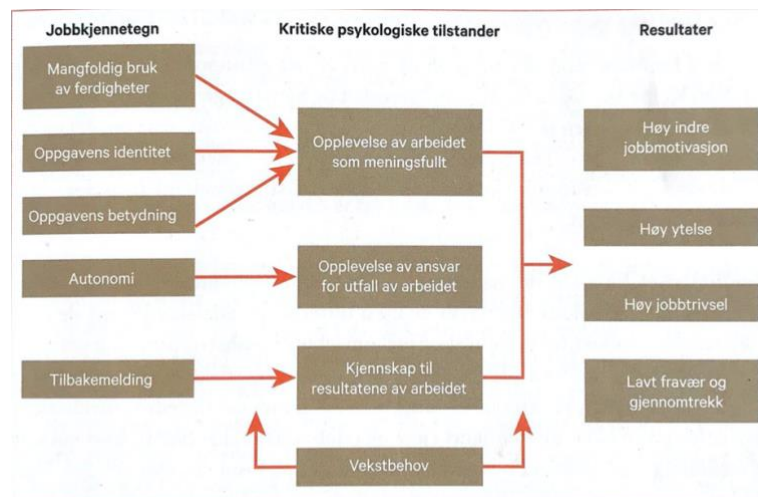 Jobbkjennetegn
Kritiske psykologiske tilstander
Resultater
Mangfoldig bruk
av ferdigheter
Oppgavens identitet
Oppgavens betydning
Autonomi
Tilbakemelding
Opplevelse av arbeidet
som meningsfullt
Opplevelse av ansvar
for utfall av arbeidet
Kjennskap til
resultatene av arbeidet
Vekstbehov
Høy indre
jobbmotivasjon
Høy ytelse
Høy jobbtrivsel
Lavt fravær og
gjennomtrekk